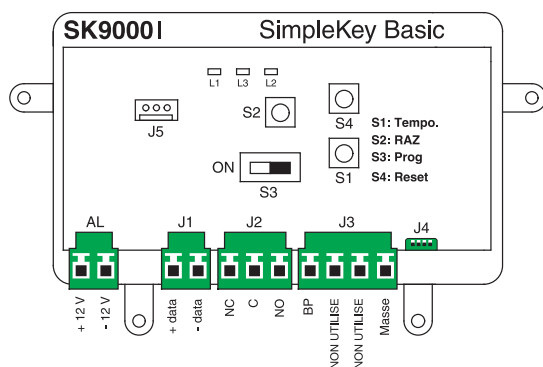 SK9000I SimpleKey Basic
L1 L3 L2
J5
S2
S4
S1: Tempo.
S2: RAZ
S3: Prog
S4: Reset
ON
S3
S1
AL J1 J2 J3 J4
+ 12 V
- 12 V
+ data
- data
NC
C
NO
BP
NON UTILISE
NON UTILISE
Masse